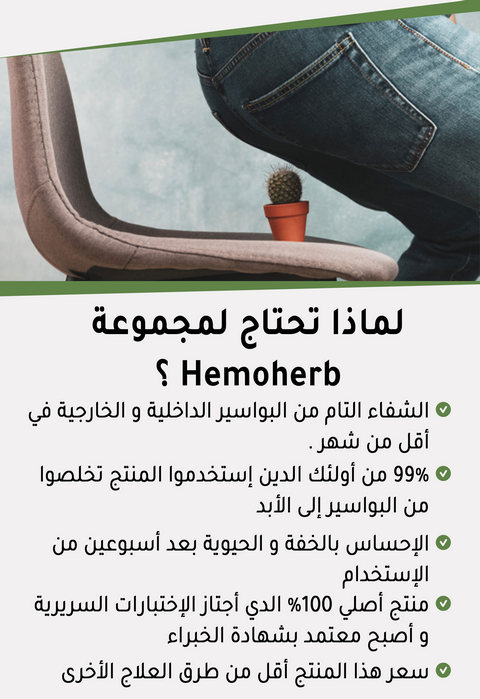 لماذا تحتاج لمجموعة
Hemoherb ؟
الشفاء التام من البواسير الداخلية و الخارجية في
أقل من شهر .
99% من أولئك الدين إستخدموا المنتج تخلصوا
من البواسير إلى الأبد
الإحساس بالخفة و الحيوية بعد أسبوعين من
الإستخدام
منتج أصلي 100% الدي أجتاز الإختبارات السريرية
و أصبح معتمد بشهادة الخبراء
سعر هذا المنتج أقل من طرق العلاج الأخرى